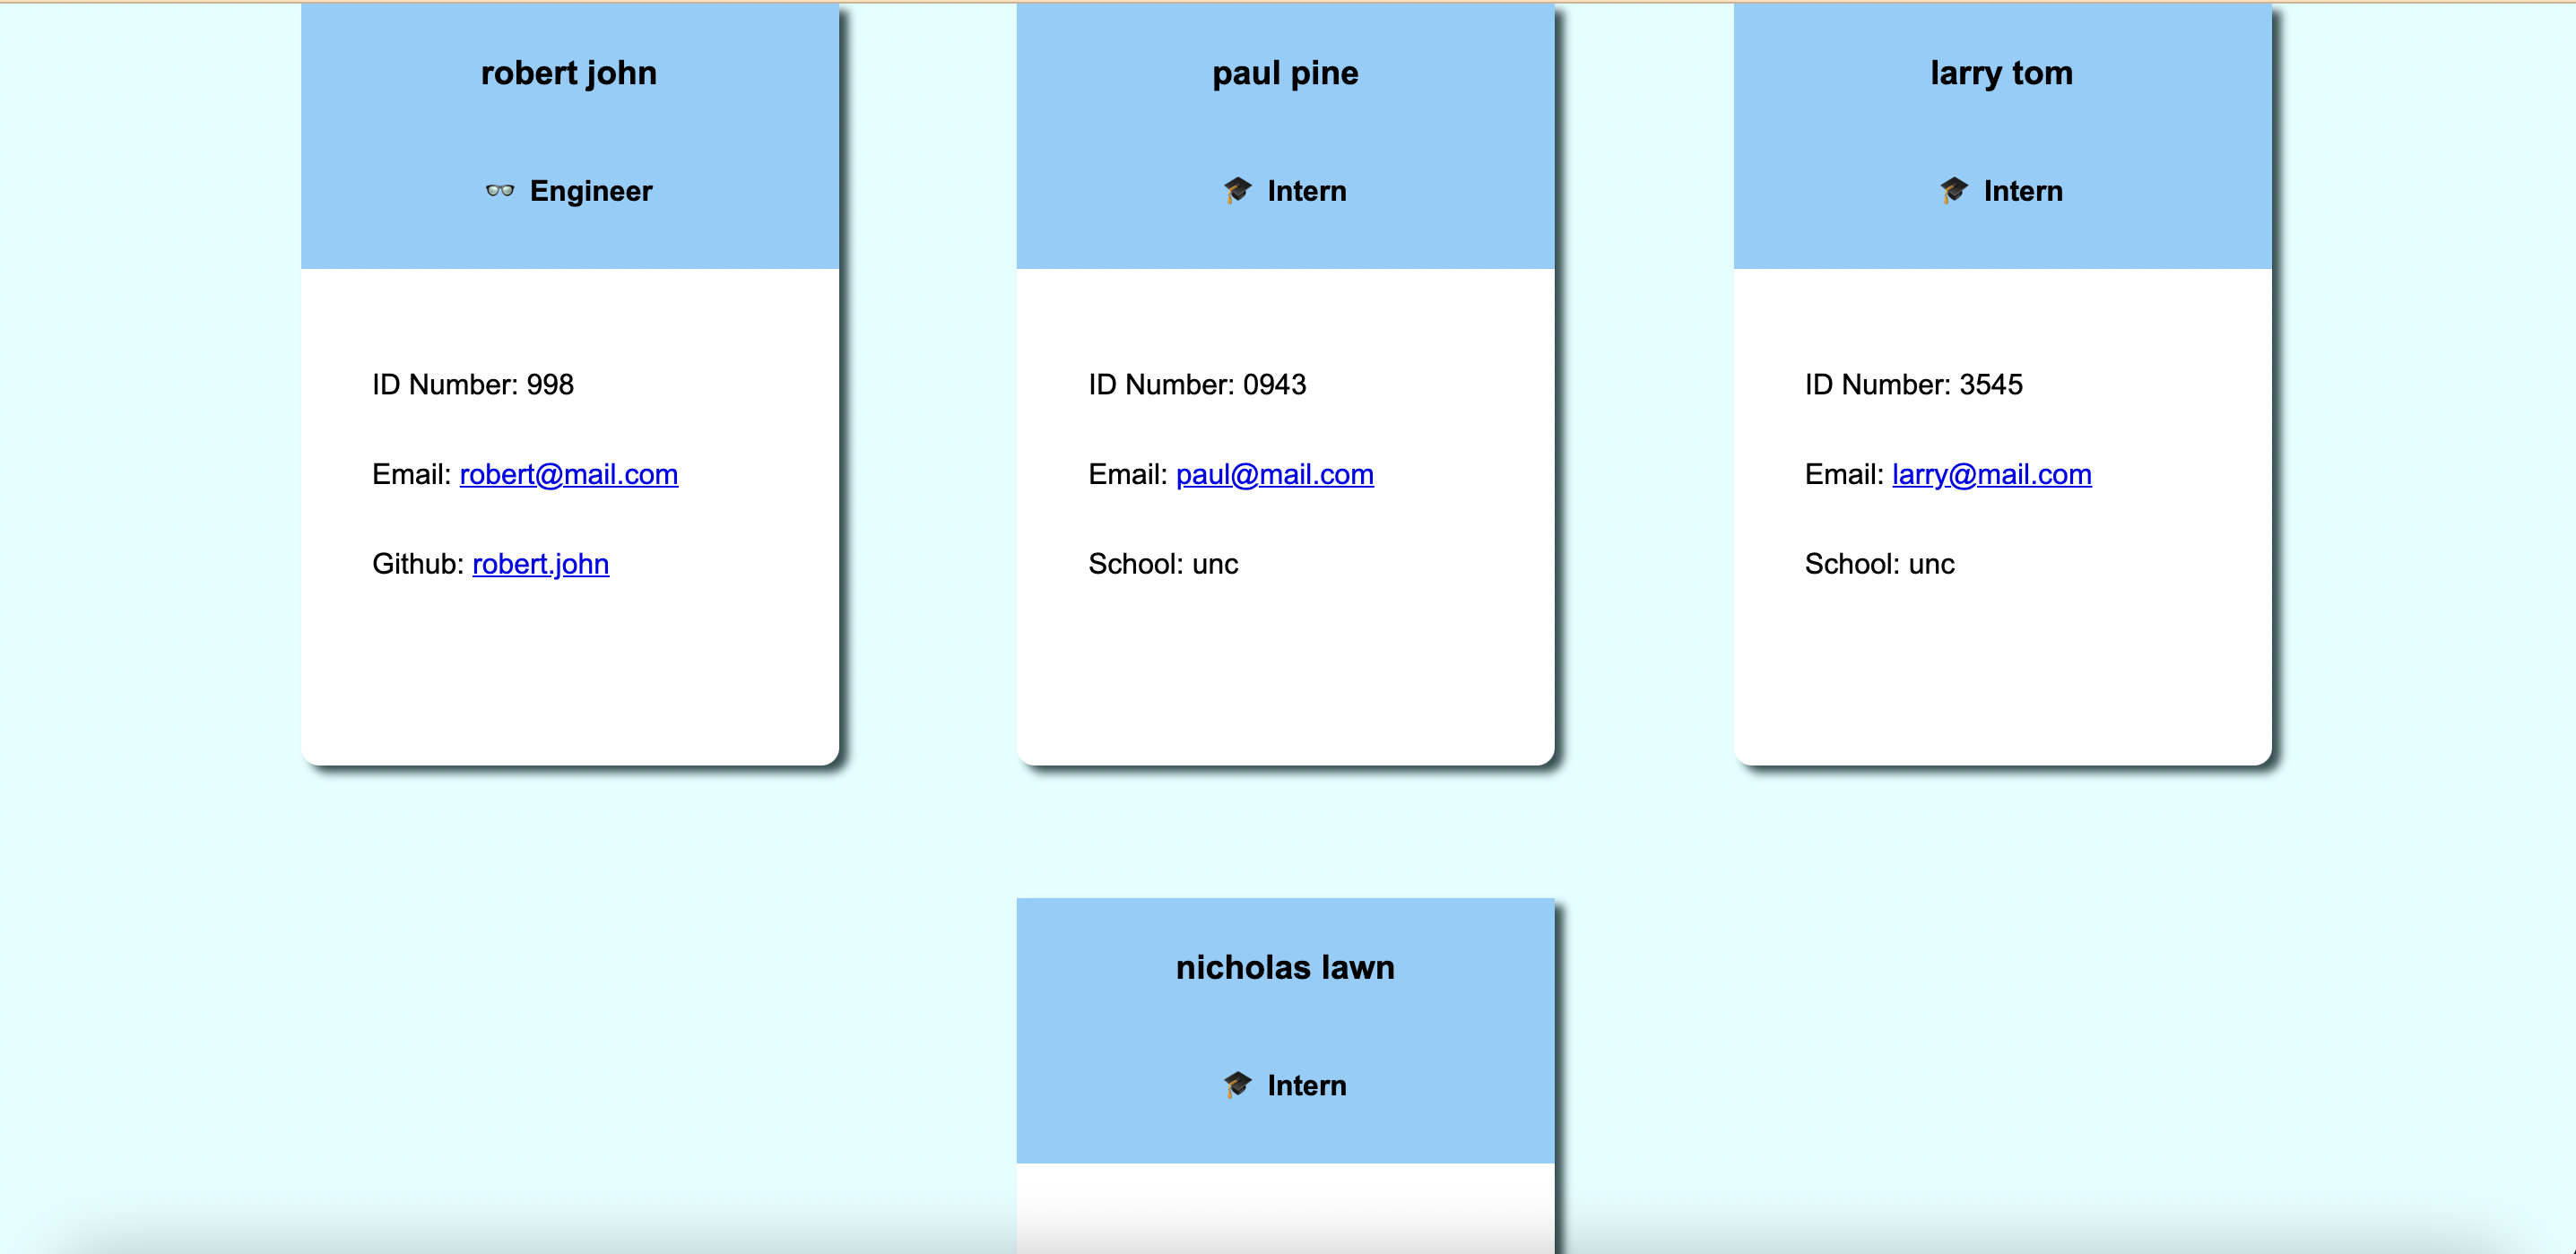 robert john
👓 Engineer
ID Number: 998
Email: robert@mail.com
Github: robert.john
paul pine
🎓 Intern
ID Number: 0943
Email: paul@mail.com
School: unc
larry tom
🎓 Intern
ID Number: 3545
Email: larry@mail.com
School: unc
nicholas lawn
🎓 Intern